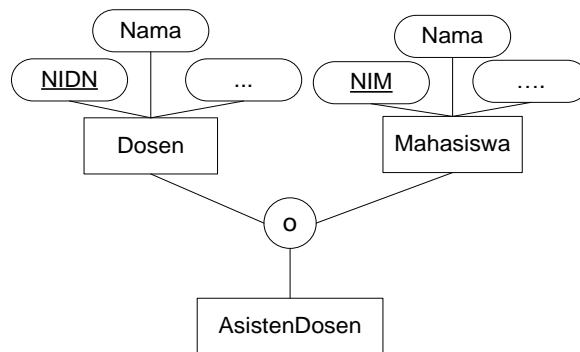 Nama
Nama
NIDN
...
NIM
....
Dosen
Mahasiswa
o
AsistenDosen